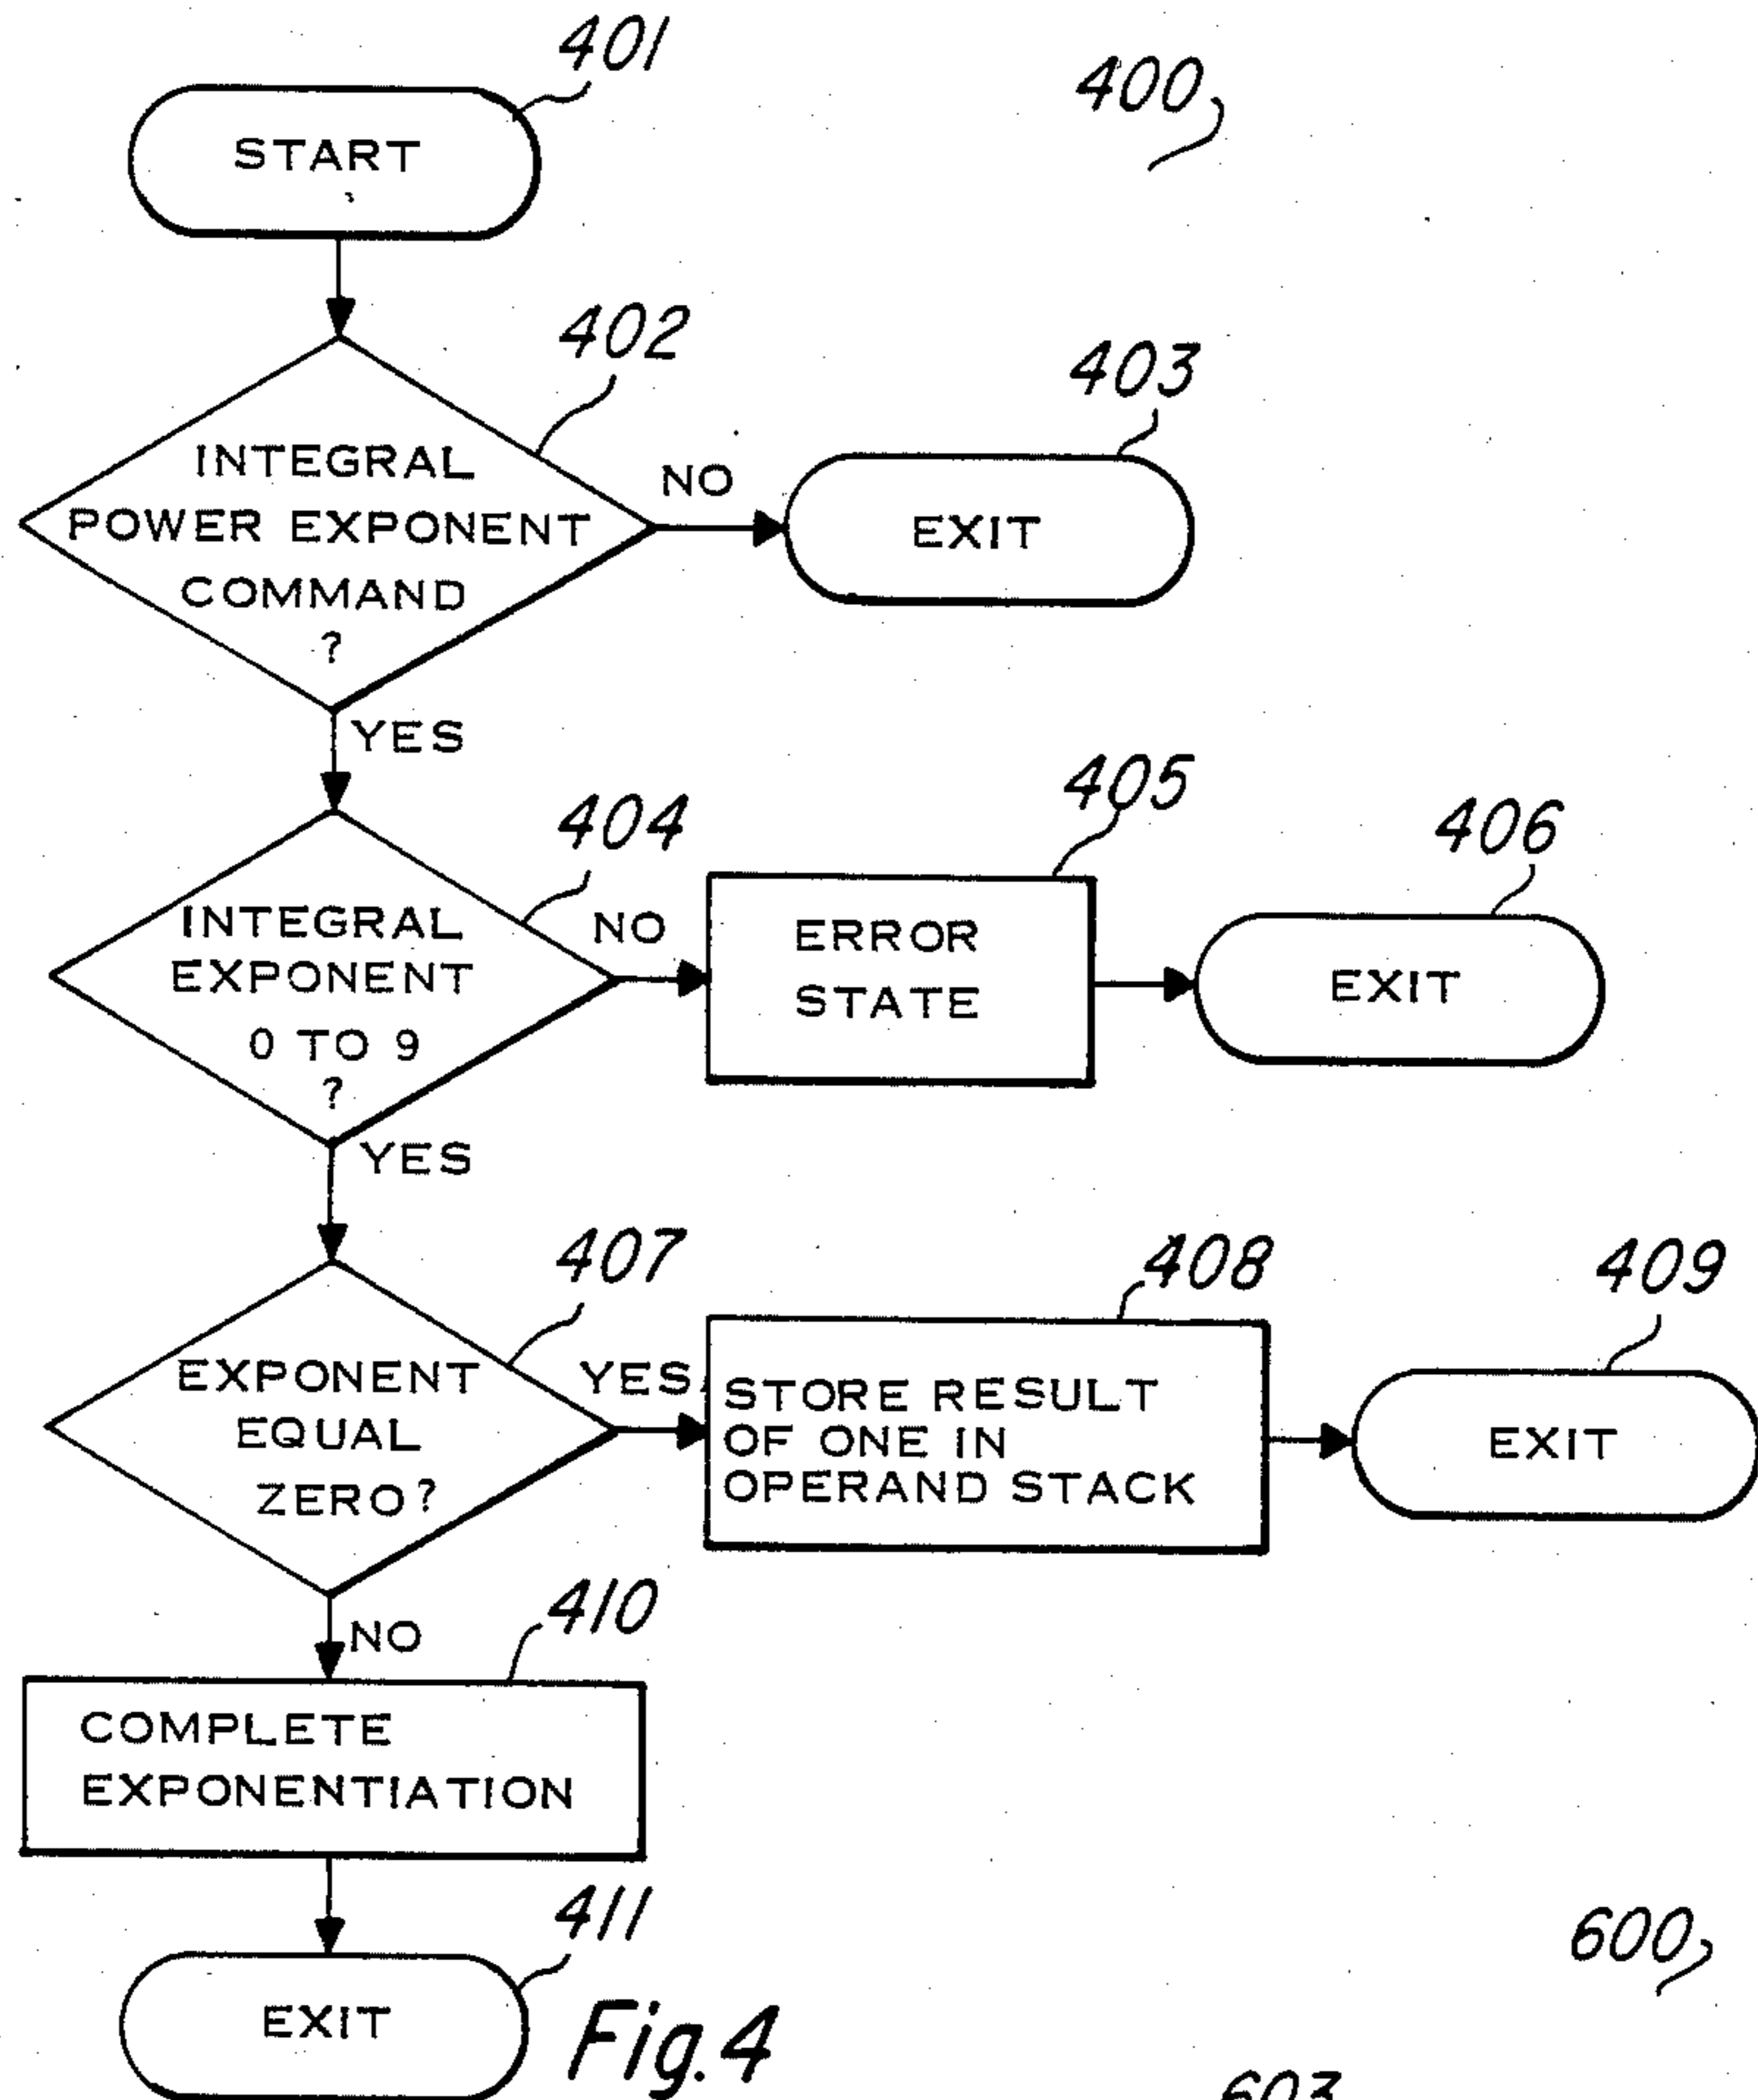 401
400
START
402
403
INTEGRAL
POWER EXPONENT
COMMAND
?
NO
EXIT
YES
404
405
406
INTEGRAL
EXPONENT
0 TO 9
?
NO
ERROR
STATE
EXIT
YES
407
408
409
EXPONENT
EQUAL
ZERO?
YES
STORE RESULT
OF ONE IN
OPERAND STACK
EXIT
NO
410
COMPLETE
EXPONENTIATION
411
600
EXIT
Fig.4
603